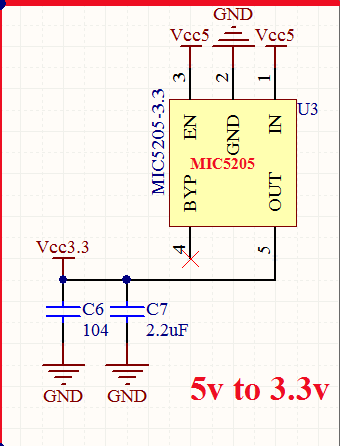 GND
Vcc5
Vcc5
3
2
1
U3
MIC5205-3.3
EN
GND
IN
MIC5205
BYP
OUT
4
5
Vcc3.3
C6
104
C7
2.2uF
GND
GND
5v to 3.3v